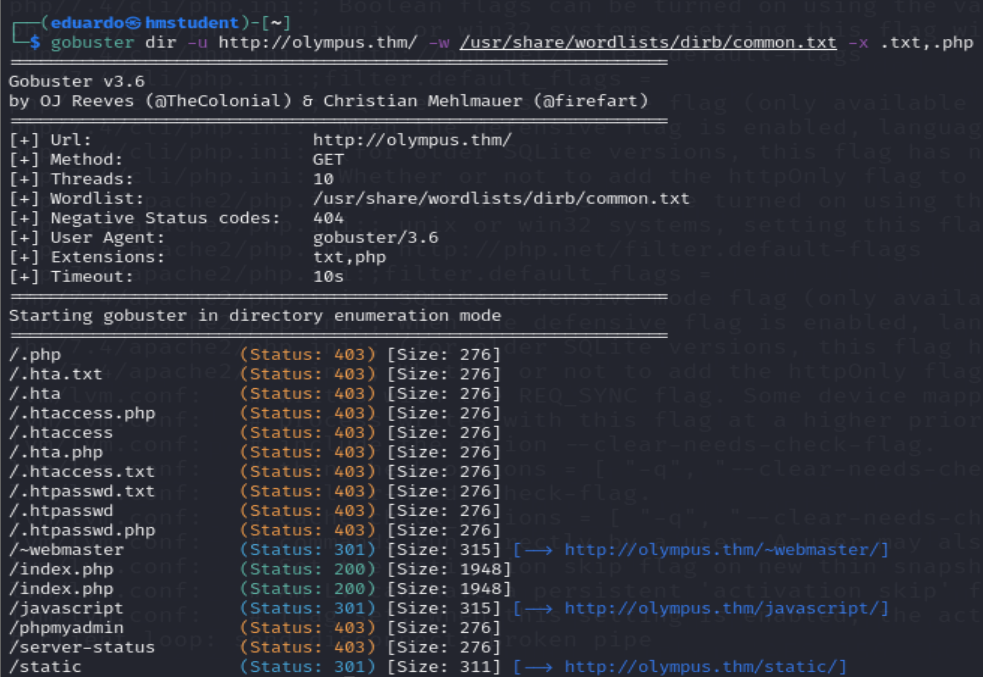 ┌──(eduardo㉿hmstudent)-[~]
└─$ gobuster dir -u http://olympus.thm/ -w /usr/share/wordlists/dirb/common.txt -x .txt,.php
===============================================================
Gobuster v3.6
by OJ Reeves (@TheColonial) & Christian Mehlmauer (@firefart)
===============================================================
[+] Url:                     http://olympus.thm/
[+] Method:                  GET
[+] Threads:                 10
[+] Wordlist:                /usr/share/wordlists/dirb/common.txt
[+] Negative Status codes:   404
[+] User Agent:              gobuster/3.6
[+] Extensions:              txt,php
[+] Timeout:                 10s
===============================================================
Starting gobuster in directory enumeration mode
===============================================================
/.php                 (Status: 403) [Size: 276]
/.hta.txt             (Status: 403) [Size: 276]
/.hta                 (Status: 403) [Size: 276]
/.htaccess.php        (Status: 403) [Size: 276]
/.htaccess            (Status: 403) [Size: 276]
/.hta.php             (Status: 403) [Size: 276]
/.htaccess.txt        (Status: 403) [Size: 276]
/.htpasswd.txt        (Status: 403) [Size: 276]
/.htpasswd            (Status: 403) [Size: 276]
/.htpasswd.php        (Status: 403) [Size: 276]
/~webmaster           (Status: 301) [Size: 315] [--> http://olympus.thm/~webmaster/]
/index.php            (Status: 200) [Size: 1948]
/index.php            (Status: 200) [Size: 1948]
/javascript           (Status: 301) [Size: 315] [--> http://olympus.thm/javascript/]
/phpmyadmin           (Status: 403) [Size: 276]
/server-status        (Status: 403) [Size: 276]
/static               (Status: 301) [Size: 311] [--> http://olympus.thm/static/]